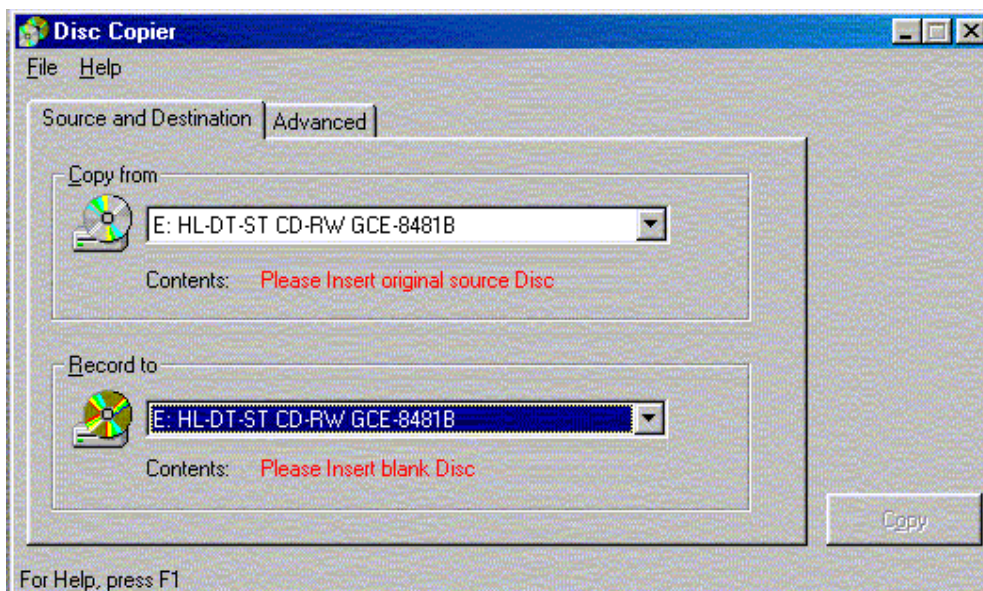 Disc Copier
File Help
Source and Destination Advanced
Copy from
E: HL-DT-ST CD-RW GCE-8481B
Contents: Please Insert original source Disc
Record to
E: HL-DT-ST CD-RW GCE-8481B
Contents: Please Insert blank Disc
Copy
For Help, press F1